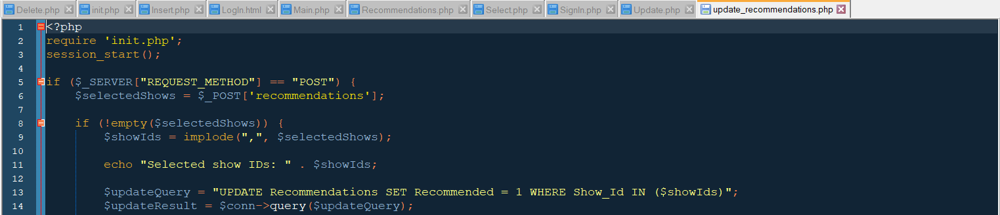 Delete.php init.php Insert.php LogIn.html Main.php Recommendations.php Select.php SignIn.php Update.php update_recommendations.php
1 <?php
2 require 'init.php';
3 session_start();
4
5 if ($_SERVER["REQUEST_METHOD"] == "POST") {
6 $selectedShows = $_POST['recommendations'];
7
8 if (!empty($selectedShows)) {
9 $showIds = implode(",", $selectedShows);
10
11 echo "Selected show IDs: " . $showIds;
12
13 $updateQuery = "UPDATE Recommendations SET Recommended = 1 WHERE Show_Id IN ($showIds)";
14 $updateResult = $conn->query($updateQuery);